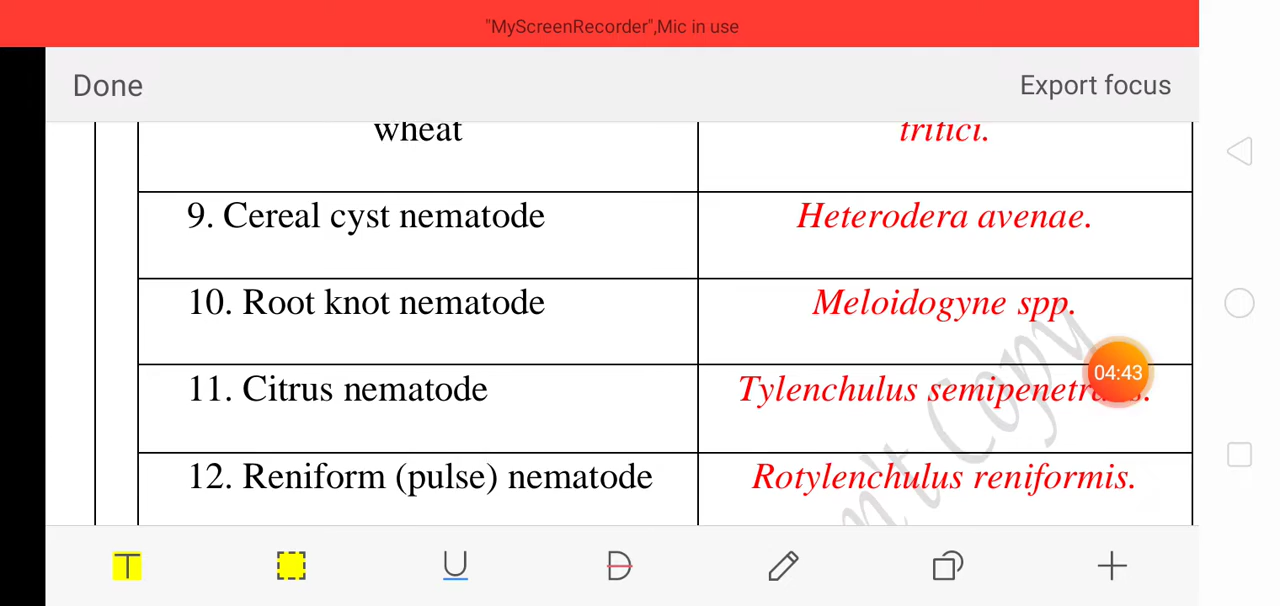 "MyScreenRecorder",Mic in use
Done
Export focus
wheat
tritici.
9. Cereal cyst nematode
Heterodera avenae.
10. Root knot nematode
Meloidogyne spp.
04:43
11. Citrus nematode
Tylenchulus
12. Reniform (pulse) nematode
Rotylenchulus reniformis.
n't Copy
T
U
D